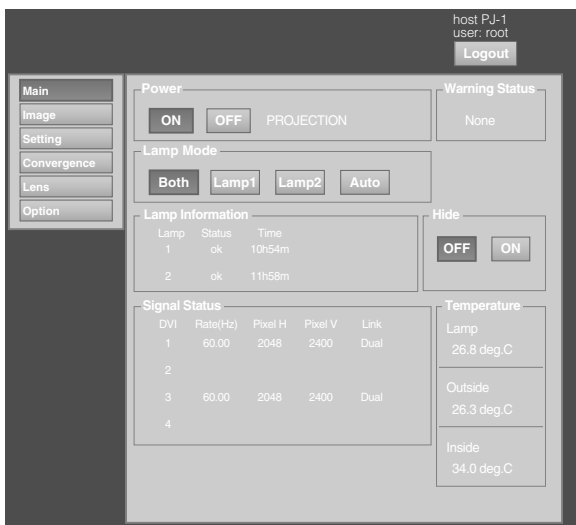 host PJ-1
user: root
Logout
Main
Image
Setting
Convergence
Lens
Option
Power
ON OFF PROJECTION
Warning Status
None
Lamp Mode
Both Lamp1 Lamp2 Auto
Lamp Information
Lamp Status Time
1 ok 10h54m
2 ok 11h58m
Hide
OFF ON
Signal Status
DVI Rate(Hz) Pixel H Pixel V Link
1 60.00 2048 2400 Dual
2
3 60.00 2048 2400 Dual
4
Temperature
Lamp
26.8 deg.C
Outside
26.3 deg.C
Inside
34.0 deg.C